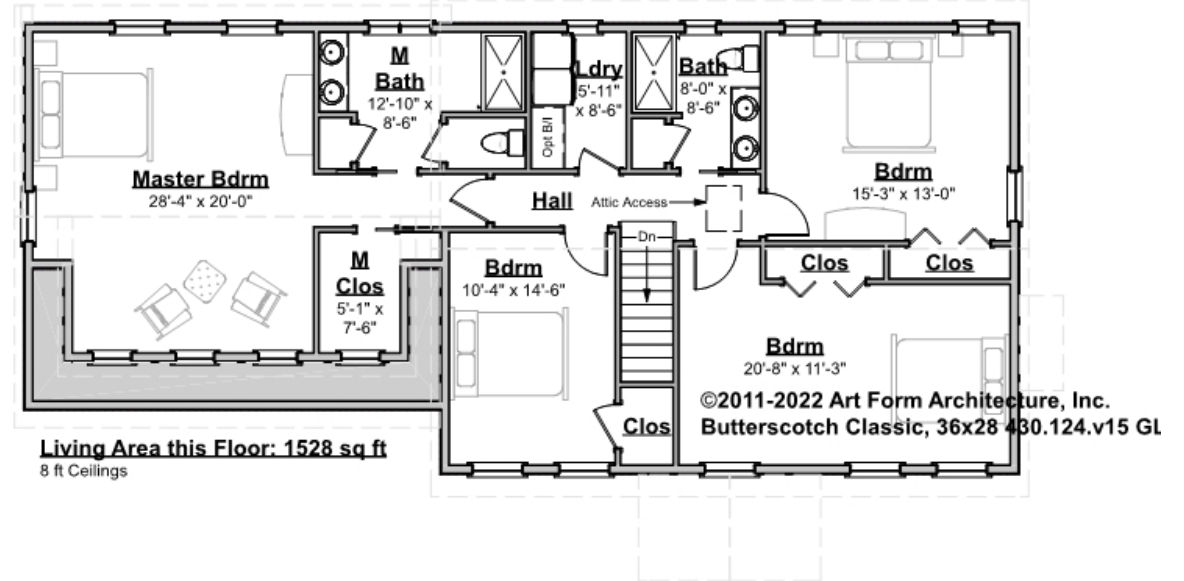 M
Bath
12'-10" x
8'-6"
Ldry
5'-11"
x 8'-6"
Opt B/I
Bath
8'-0" x
8'-6"
Bdrm
15'-3" x 13'-0"
Master Bdrm
28'-4" x 20'-0"
Hall
Attic Access
Dn
M
Clos
5'-1" x
7'-6"
Bdrm
10'-4" x 14'-6"
Clos
Clos
Bdrm
20'-8" x 11'-3"
Clos
©2011-2022 Art Form Architecture, Inc.
Butterscotch Classic, 36x28 430.124.v15 GL
Living Area this Floor: 1528 sq ft
8 ft Ceilings